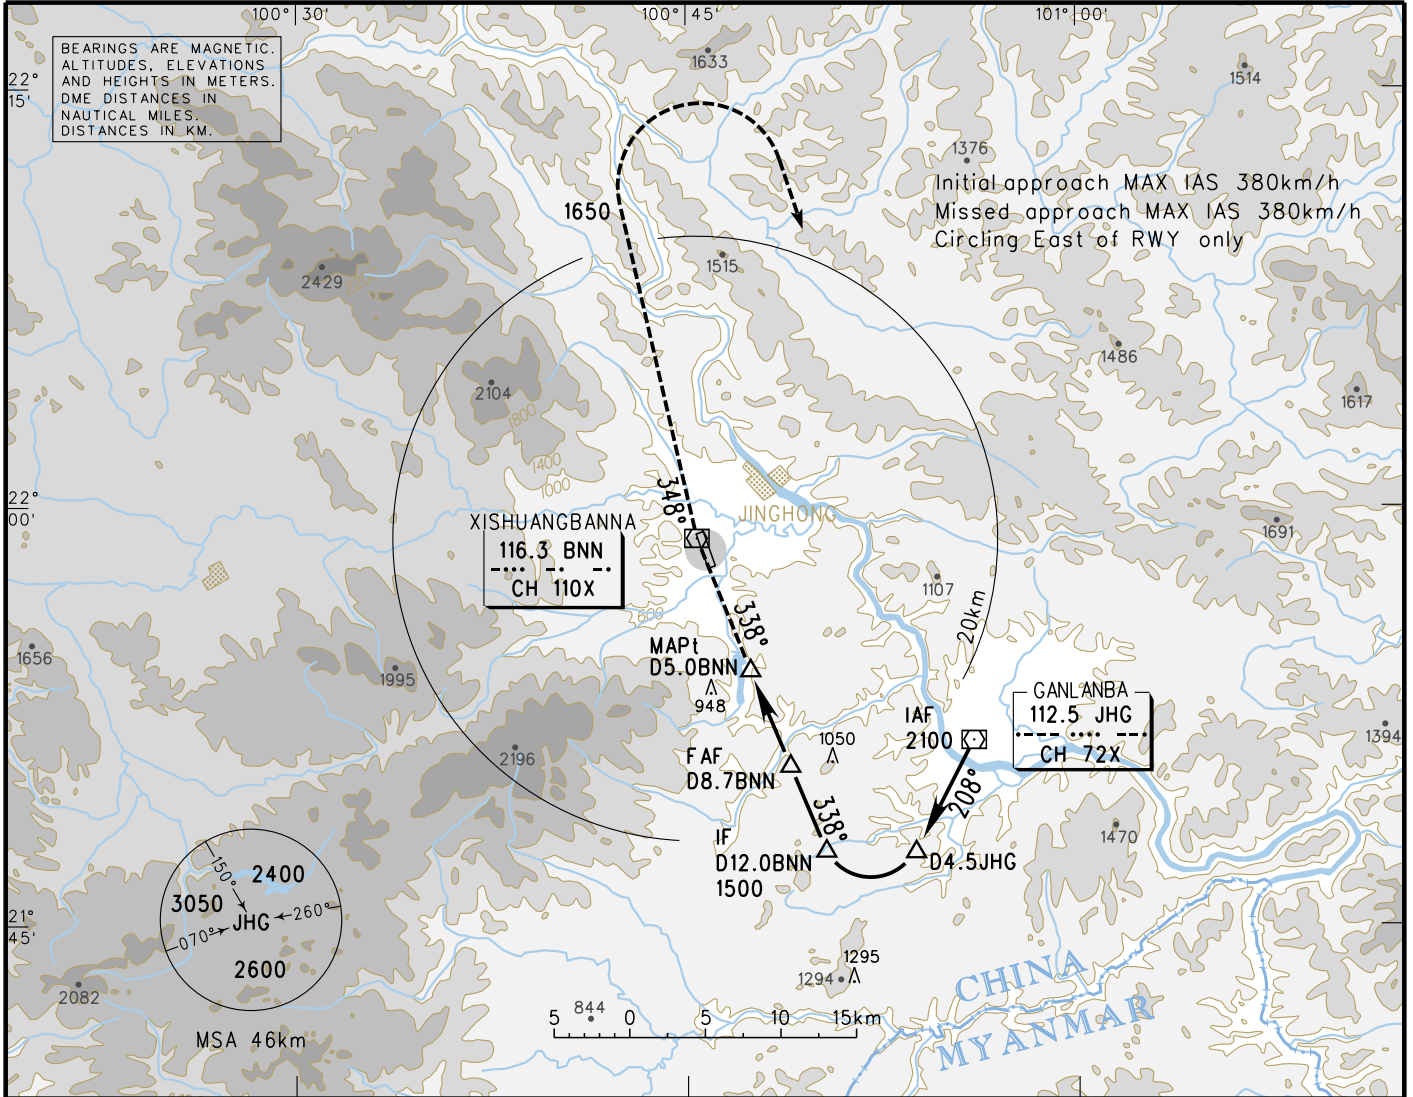 100° 30'
100° 45'
101° 00'
BEARINGS ARE MAGNETIC.
ALTITUDES, ELEVATIONS
AND HEIGHTS IN METERS.
DME DISTANCES IN
NAUTICAL MILES.
DISTANCES IN KM.
22°
15'
1633
1514
1376
Initial approach MAX IAS 380km/h
Missed approach MAX IAS 380km/h
Circling East of RWY only
1650
1515
2429
1486
2104
1617
1800
1400
1000
348°
22°
00'
JINGHONG
XISHUANGBANNA
116.3 BNN
CH 110X
1691
1107
600
338°
20km
1656
MAPt
D5.0BNN
1995
948
GANLANBA
112.5 JHG
CH 72X
IAF
2100
1394
1050
2196
FAF
D8.7BNN
208°
338°
1470
IF
D12.0BNN
1500
D4.5JHG
150°
2400
3050
JHG
260°
070°
2600
21°
45'
1295
1294
2082
CHINA
MYANMAR
844
5 0 5 10 15km
MSA 46km